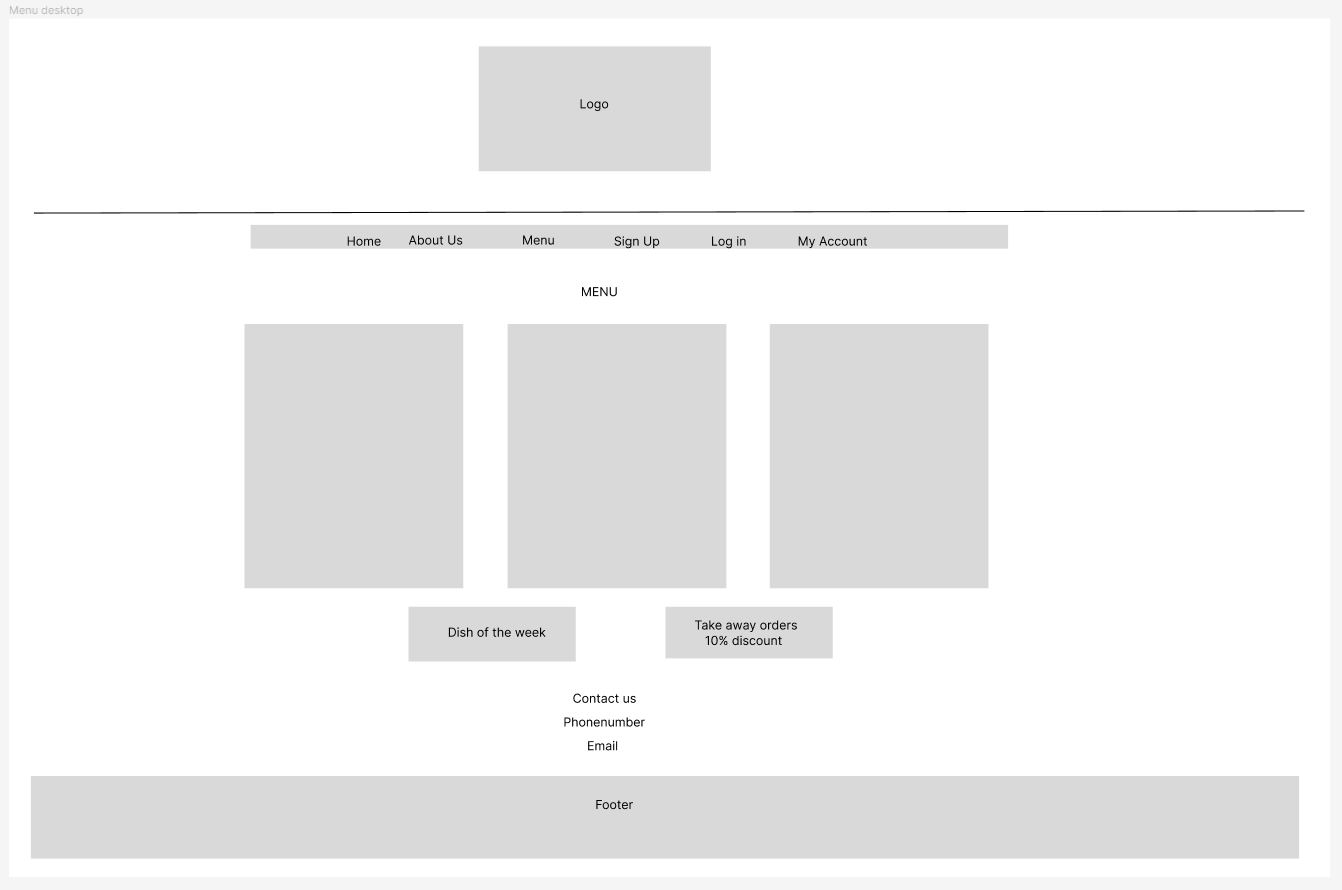 Menu desktop
Logo
Home About Us Menu Sign Up Log in My Account
MENU
Dish of the week
Take away orders
10% discount
Contact us
Phonenumber
Email
Footer